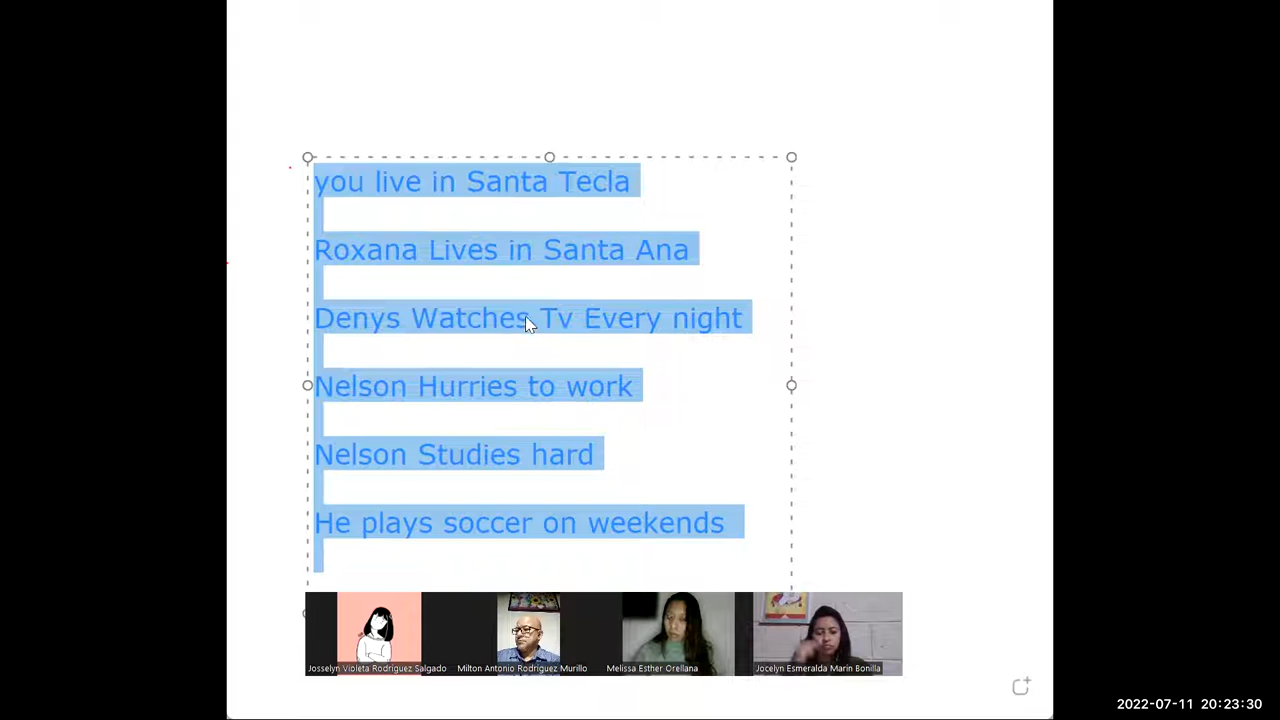 you live in Santa Tecla
Roxana Lives in Santa Ana
Denys Watches Tv Every night
Nelson Hurries to work
Nelson Studies hard
He plays soccer on weekends
Josselyn Violeta Rodriguez Salgado
Milton Antonio Rodriguez Murillo
Melissa Esther Orellana
Jocelyn Esmeralda Marin Bonilla
2022-07-11 20:23:30